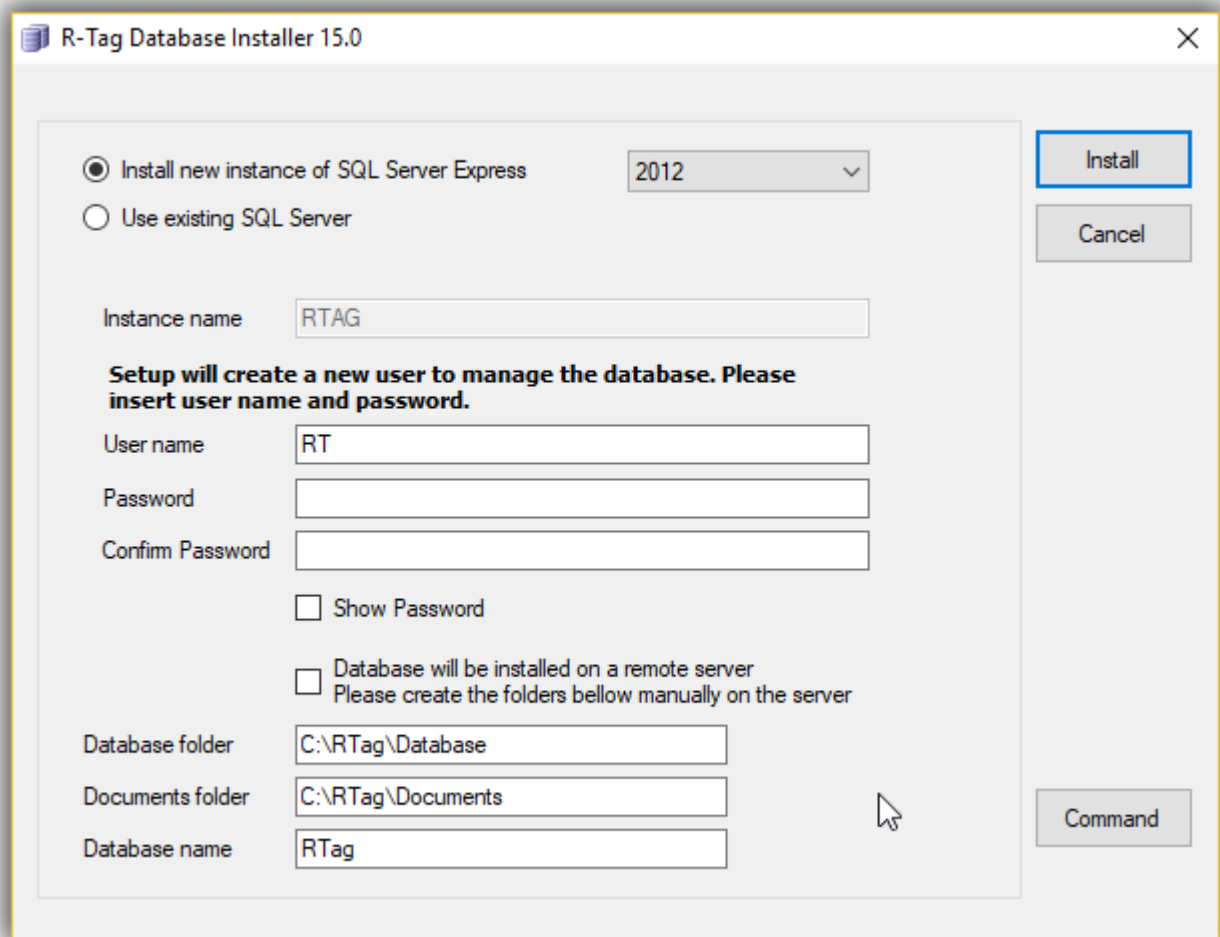 R-Tag Database Installer 15.0
Install new instance of SQL Server Express
2012
Install
Use existing SQL Server
Cancel
Instance name
RTAG
Setup will create a new user to manage the database. Please
insert user name and password.
User name
RT
Password
Confirm Password
Show Password
Database will be installed on a remote server
Please create the folders bellow manually on the server
Database folder
C:\RTag\Database
Documents folder
C:\RTag\Documents
Command
Database name
RTag